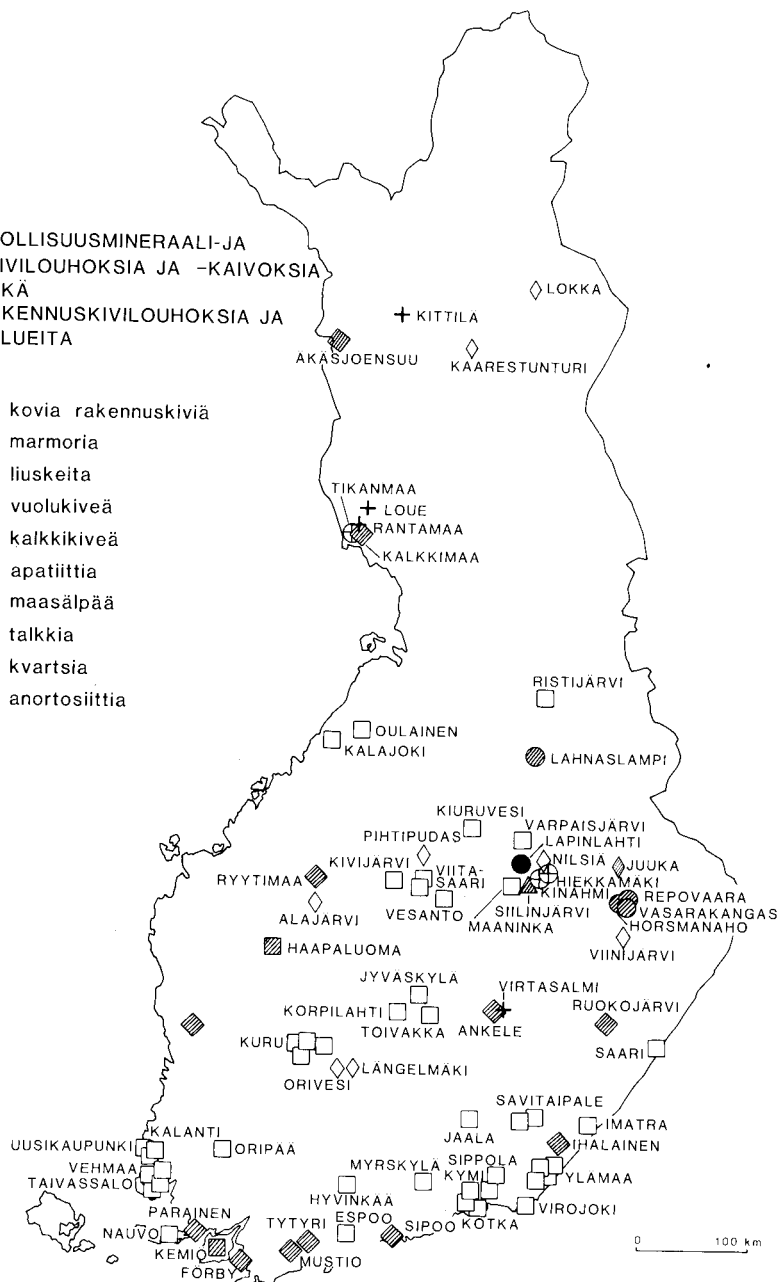 OLLISUUSMINERAALI-JA
IVILOUHOKSIA JA -KAIVOKSIA
KÄ
KENNUSKIVILOUHOKSIA JA
LUEITA
kovia rakennuskiviä
marmoria
liuskeita
vuolukiveä
kalkkikiveä
apatiittia
maasälpää
talkkia
kvartsia
anortosiittia
LOKKA
KITTILÄ
ÄKÄSJOENSUU
KAARESTUNTURI
TIKANMAA
LOUE
RANTAMAA
KALKKIMAA
RISTIJÄRVI
OULAINEN
KALAJOKI
LAHNASLAMPI
KIURUVESI
VARPAISJÄRVI
LAPINLAHTI
PIHTIPUDAS
NILSIÄ
JUUKA
KIVIJÄRVI
VIITA-
SAARI
HIEKKAMÄKI
RYYTIMAA
KINAHMI
REPOVAARA
ALAJÄRVI
VESANTO
SIILINJÄRVI
VASARAKANGAS
MAANINKA
HORSMANAHO
HAAPALUOMA
VIINIJÄRVI
JYVÄSKYLÄ
VIRTASALMI
KORPILAHTI
RUOKOJÄRVI
TOIVAKKA
ANKELE
KURU
SAARI
ORIVESI
LÄNGELMÄKI
SAVITAIPALE
JAALA
IMATRA
KALANTI
UUSIKAUPUNKI
ORIPÄÄ
IHALAINEN
VEHMAA
MYRSKYLÄ
SIPPOLA
YLÄMAA
TAIVASSALO
KYMI
HYVINKÄÄ
VIROJOKI
PARAINEN
ESPOO
KOTKA
NAUVO
TYTYRI
SIPOO
KEMIÖ
MUSTIO
FÖRBY
0 100 km